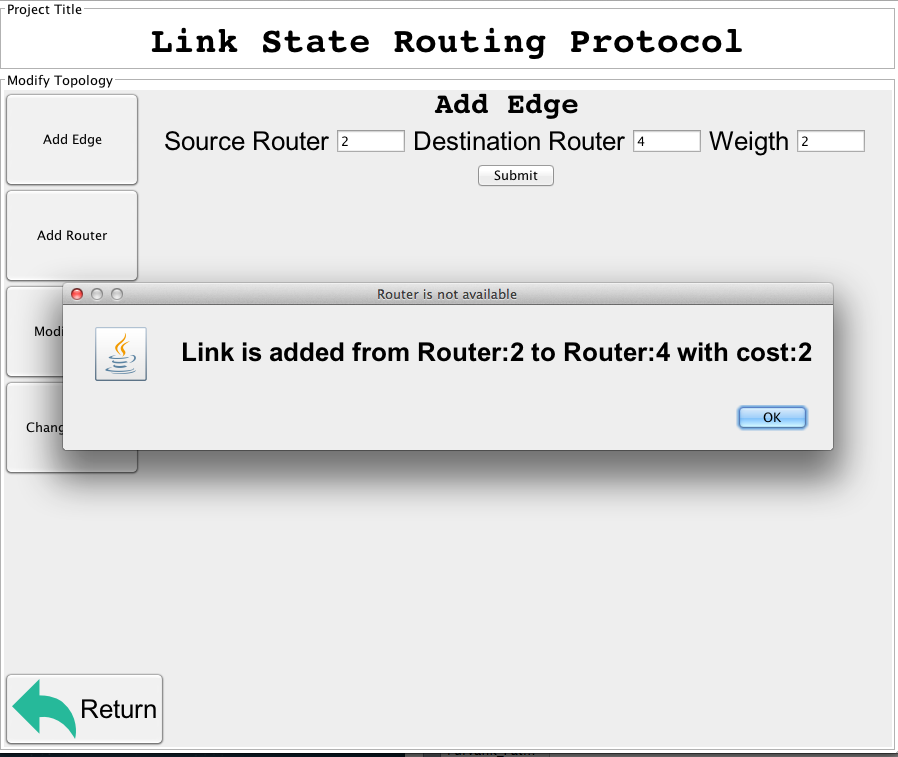 Project Title
Link State Routing Protocol
Modify Topology
Add Edge
Add Edge
Source Router 2 Destination Router 4 Weigth 2
Submit
Add Router
Router is not available
Link is added from Router:2 to Router:4 with cost:2
OK
Return